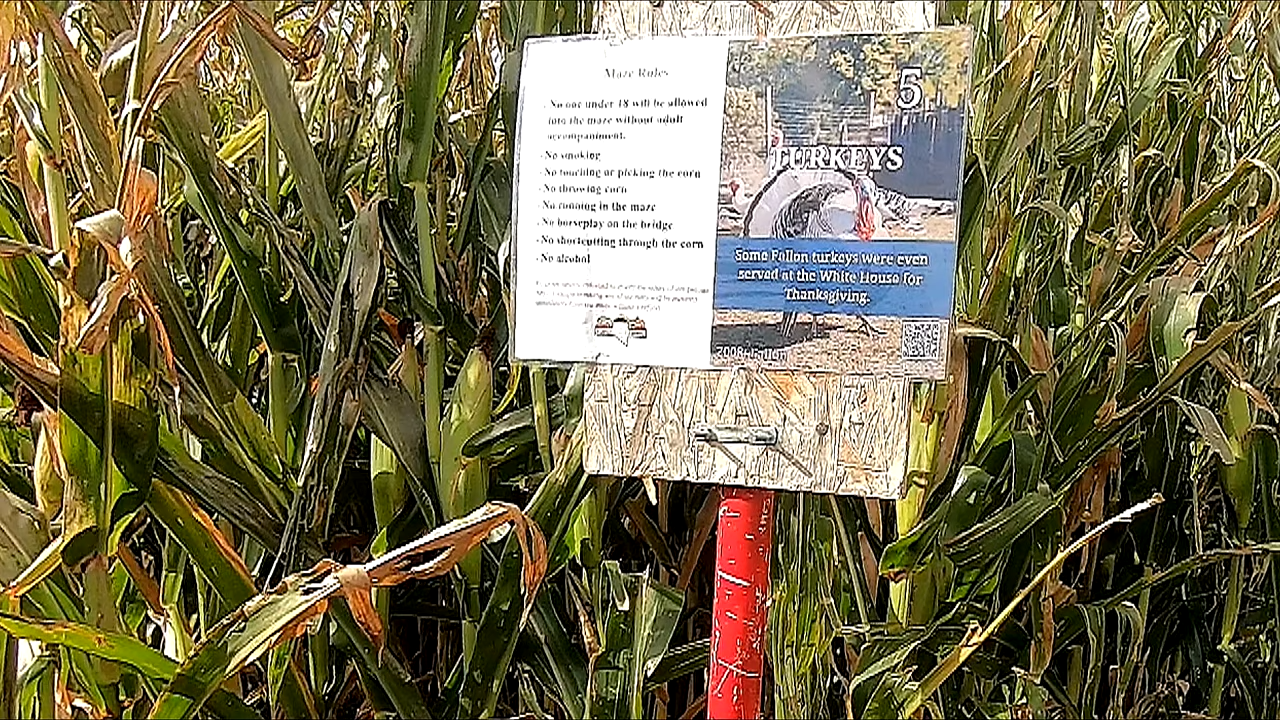 Maze Rules
- No one under 18 will be allowed
into the maze without adult
accompaniment.
- No smoking
- No touching or picking the corn
- No throwing corn
- No running in the maze
- No horseplay on the bridge
- No shortcutting through the corn
- No alcohol
5
TURKEYS
Some Fallon turkeys were even
served at the White House for
Thanksgiving.
2008, Fallon